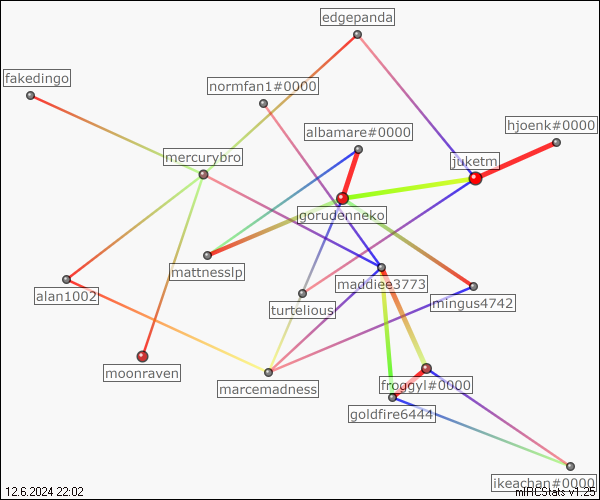 edgepanda
fakedingo
normfan1#0000
albamare#0000
hjoenk#0000
mercurybro
juketm
gorudenneko
mattnesslp
maddiee3773
alan1002
turtelious
mingus4742
moonraven
marcemadness
froggyl#0000
goldfire6444
ikeachan#0000
12.6.2024 22:02
mIRCStats v1.25